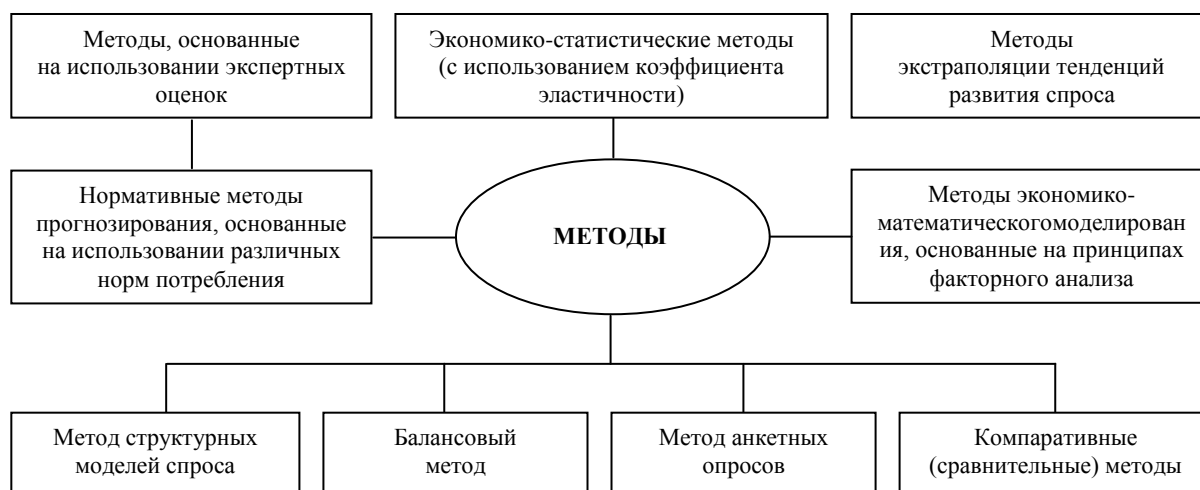 Методы, основанные
на использовании экспертных
оценок
Экономико-статистические методы
(с использованием коэффициента
эластичности)
Методы
экстраполяции тенденций
развития спроса
Нормативные методы
прогнозирования, основанные
на использовании различных
норм потребления
МЕТОДЫ
Методы экономико-
математическогомоделирован
ия, основанные на принципах
факторного анализа
Метод структурных
моделей спроса
Балансовый
метод
Метод анкетных
опросов
Компаративные
(сравнительные) методы